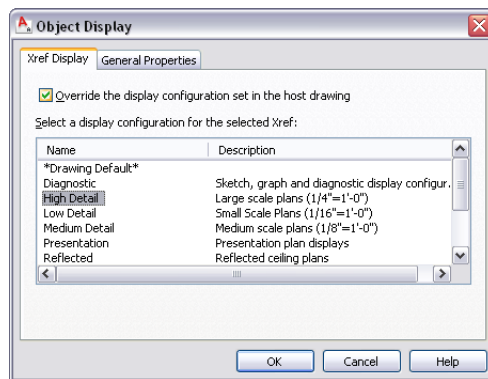 Object Display
Xref Display General Properties
Override the display configuration set in the host drawing
Select a display configuration for the selected Xref:
Name Description
*Drawing Default*
Diagnostic Sketch, graph and diagnostic display configur.
High Detail Large scale plans (1/4"=1'-0")
Low Detail Small Scale Plans (1/16"=1'-0")
Medium Detail Medium scale plans (1/8"=1'-0")
Presentation Presentation plan displays
Reflected Reflected ceiling plans
OK Cancel Help